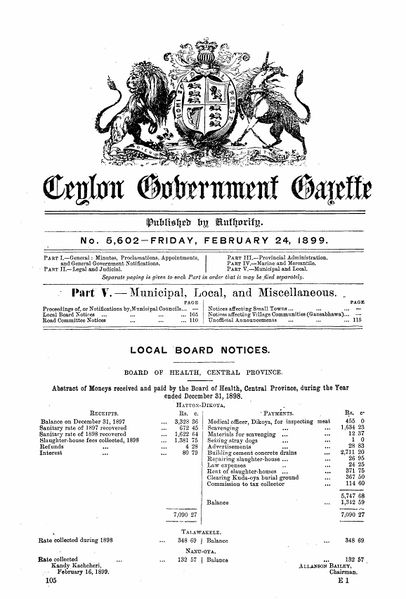 Ceylon Government Gazette
Published by Authority.
No. 5,602—FRIDAY, FEBRUARY 24, 1899.
PART I.—General: Minutes, Proclamations, Appointments, and General Government Notifications.
PART II.—Legal and Judicial.
PART III.—Provincial Administration.
PART IV.—Marine and Mercantile.
PART V.—Municipal and Local.
Separate paging is given to each Part in order that it may be filed separately.
Part V.—Municipal, Local, and Miscellaneous.
PAGE
Proceedings of, or Notifications by, Municipal Councils... —
Local Board Notices ... ... ... 105
Road Committee Notices ... ... ... 110
PAGE
Notices affecting Small Towns ... ... —
Notices affecting Village Communities (Gansabhawa) ... —
Unofficial Announcements ... ... ... 115
LOCAL BOARD NOTICES.
BOARD OF HEALTH, CENTRAL PROVINCE.
Abstract of Moneys received and paid by the Board of Health, Central Province, during the Year
ended December 31, 1898.
HATTON-DIKOYA.
RECEIPTS. Rs. c.
Balance on December 31, 1897 ... 3,328 36
Sanitary rate of 1897 recovered ... 672 45
Sanitary rate of 1898 recovered ... 1,622 64
Slaughter-house fees collected, 1898 ... 1,381 75
Refunds ... ... 4 28
Interest ... ... 80 79
7,090 27
PAYMENTS. Rs. c.
Medical officer, Dikoya, for inspecting meat 455 0
Scavenging ... ... 1,634 23
Materials for scavenging ... ... 12 37
Seizing stray dogs ... ... 1 0
Advertisements ... ... 28 83
Building cement concrete drains ... 2,711 20
Repairing slaughter-house ... ... 26 95
Law expenses ... ... 24 25
Rent of slaughter-houses ... ... 371 75
Clearing Kuda-oya burial ground ... 367 50
Commission to tax collector ... 114 60
5,747 68
Balance ... 1,342 59
7,090 27
TALAWAKELE.
Rate collected during 1898 ... 348 69 | Balance ... ... 348 69
NANU-OYA.
Rate collected ... ... 132 57 | Balance ... ... 132 57
Kandy Kachcheri,
February 16, 1899.
ALLANSON BAILEY,
Chairman.
105
E 1